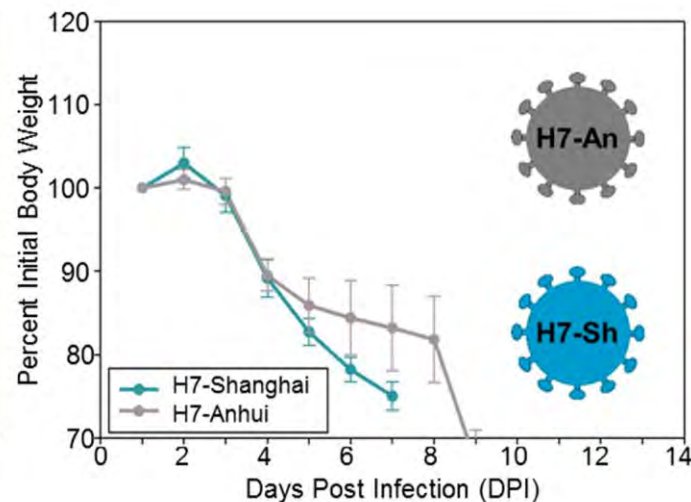 120
110
100
90
80
70
Percent Initial Body Weight
H7-An
H7-Sh
H7-Shanghai
H7-Anhui
0 2 4 6 8 10 12 14
Days Post Infection (DPI)